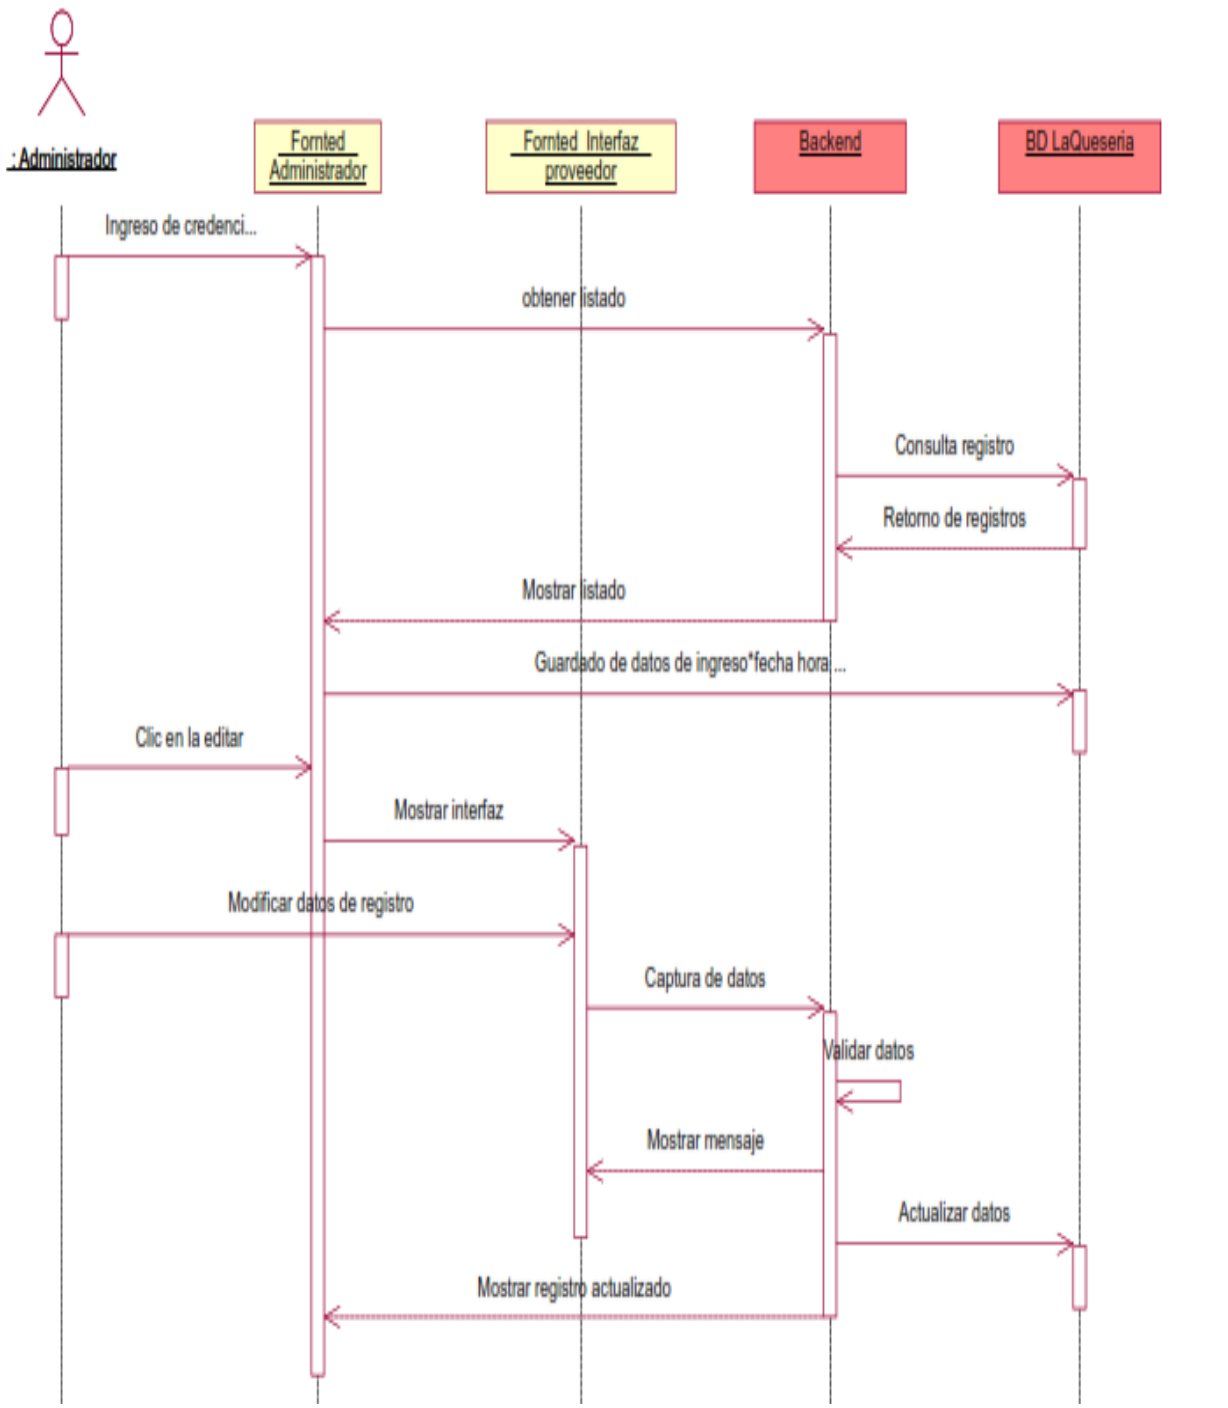 : Administrador
Fornted
Administrador
Fornted Interfaz
proveedor
Backend
BD LaQueseria
Ingreso de credenci...
obtener listado
Consulta registro
Retorno de registros
Mostrar listado
Guardado de datos de ingreso*fecha hora ...
Clic en la editar
Mostrar interfaz
Modificar datos de registro
Captura de datos
Validar datos
Mostrar mensaje
Actualizar datos
Mostrar registro actualizado